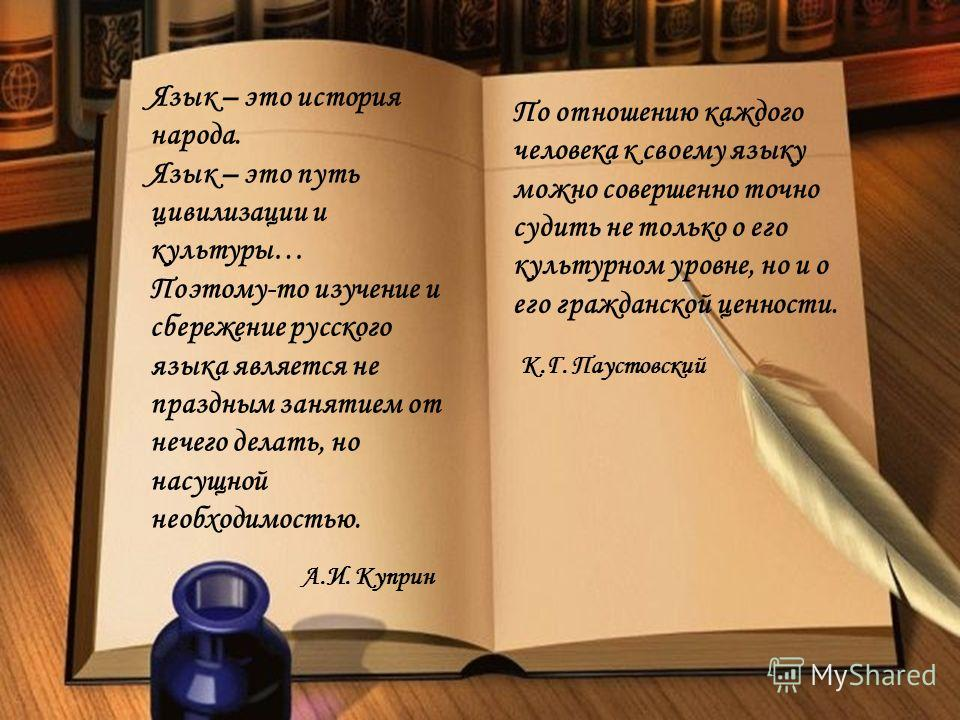 Язык – это история
народа.
Язык – это путь
цивилизации и
культуры…
Поэтому-то изучение и
сбережение русского
языка является не
праздным занятием от
нечего делать, но
насущной
необходимостью.
А.И. Куприн
По отношению каждого
человека к своему языку
можно совершенно точно
судить не только о его
культурном уровне, но и о
его гражданской ценности.
К.Г. Паустовский
MyShared